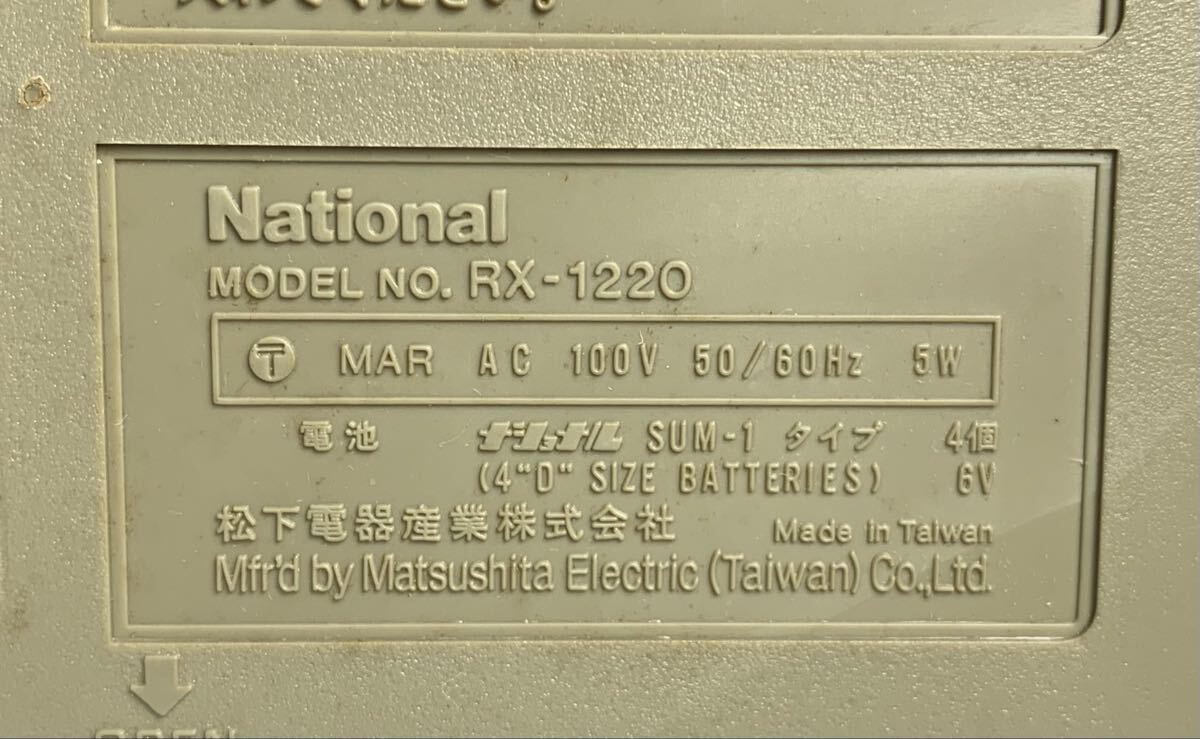 National
MODEL NO. RX-1220
〒 MAR AC 100V 50/60Hz 5W
電池 ナショナル SUM-1 タイプ 4個
(4"D" SIZE BATTERIES) 6V
松下電器産業株式会社 Made in Taiwan
Mfr'd by Matsushita Electric (Taiwan) Co.,Ltd.
OPEN